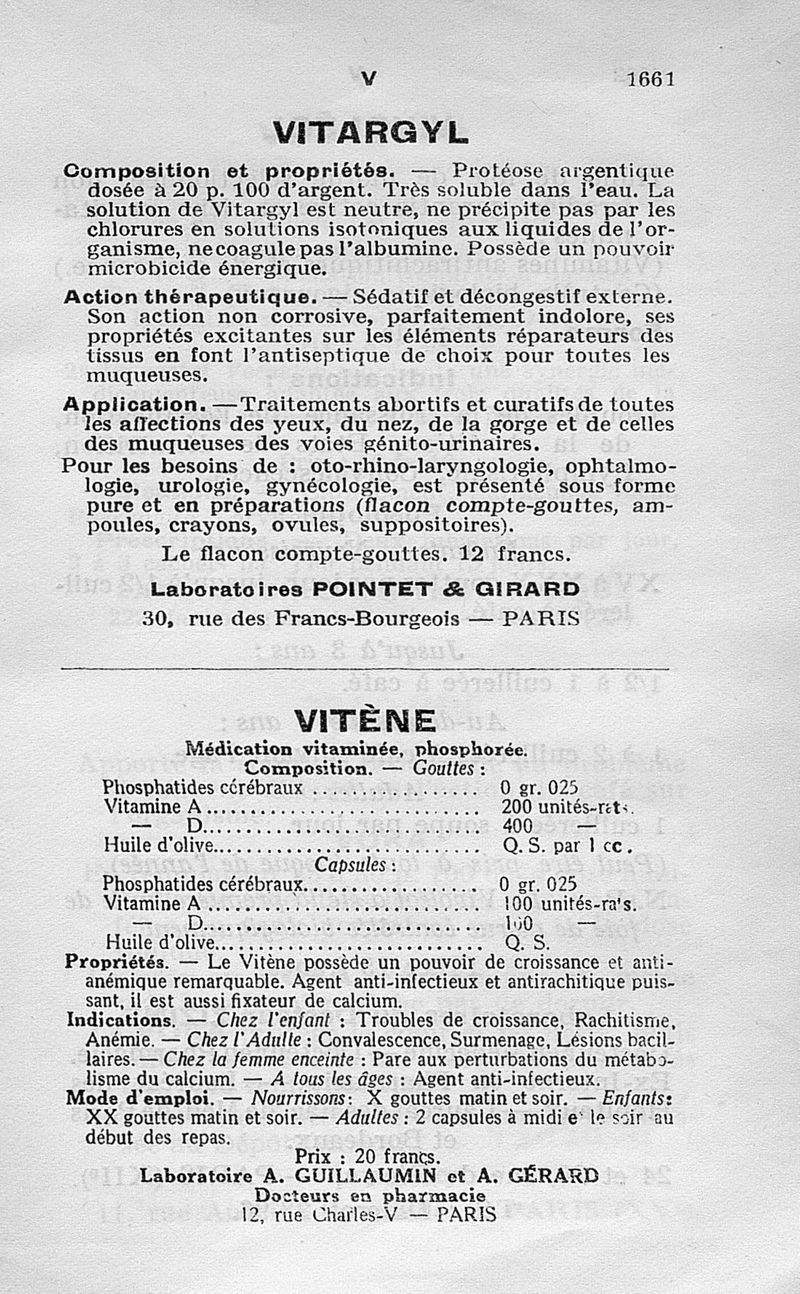 V 1661
VITARGYL
Composition et propriétés. — Protéose argentique
dosée à 20 p. 100 d'argent. Très soluble dans l'eau. La
solution de Vitargyl est neutre, ne précipite pas par les
chlorures en solutions isotoniques aux liquides de l'or-
ganisme, ne coagule pas l'albumine. Possède un pouvoir
microbicide énergique.
Action thérapeutique. — Sédatif et décongestif externe.
Son action non corrosive, parfaitement indolore, ses
propriétés excitantes sur les éléments réparateurs des
tissus en font l'antiseptique de choix pour toutes les
muqueuses.
Application. — Traitements abortifs et curatifs de toutes
les affections des yeux, du nez, de la gorge et de celles
des muqueuses des voies génito-urinaires.
Pour les besoins de : oto-rhino-laryngologie, ophtalmo-
logie, urologie, gynécologie, est présenté sous forme
pure et en préparations (flacon compte-gouttes, am-
poules, crayons, ovules, suppositoires).
Le flacon compte-gouttes. 12 francs.
Laboratoires POINTET & GIRARD
30, rue des Francs-Bourgeois — PARIS
VITÈNE
Médication vitaminée, phosphorée.
Composition. — Gouttes :
Phosphatides cérébraux ................ 0 gr. 025
Vitamine A ............................ 200 unités-rats.
— D............................ 400 —
Huile d'olive........................... Q. S. par 1 cc.
Capsules :
Phosphatides cérébraux.................. 0 gr. 025
Vitamine A ............................ 100 unités-ra's.
— D............................ 100 —
Huile d'olive........................... Q. S.
Propriétés. — Le Vitène possède un pouvoir de croissance et anti-
anémique remarquable. Agent anti-infectieux et antirachitique puis-
sant, il est aussi fixateur de calcium.
Indications. — Chez l'enfant : Troubles de croissance, Rachitisme,
Anémie. — Chez l'Adulte : Convalescence, Surmenage, Lésions bacil-
laires. — Chez la femme enceinte : Pare aux perturbations du métabo-
lisme du calcium. — A tous les âges : Agent anti-infectieux.
Mode d'emploi. — Nourrissons : X gouttes matin et soir. — Enfants :
XX gouttes matin et soir. — Adultes : 2 capsules à midi et le soir au
début des repas.
Prix : 20 francs.
Laboratoire A. GUILLAUMIN et A. GÉRARD
Docteurs en pharmacie
12, rue Charles-V — PARIS